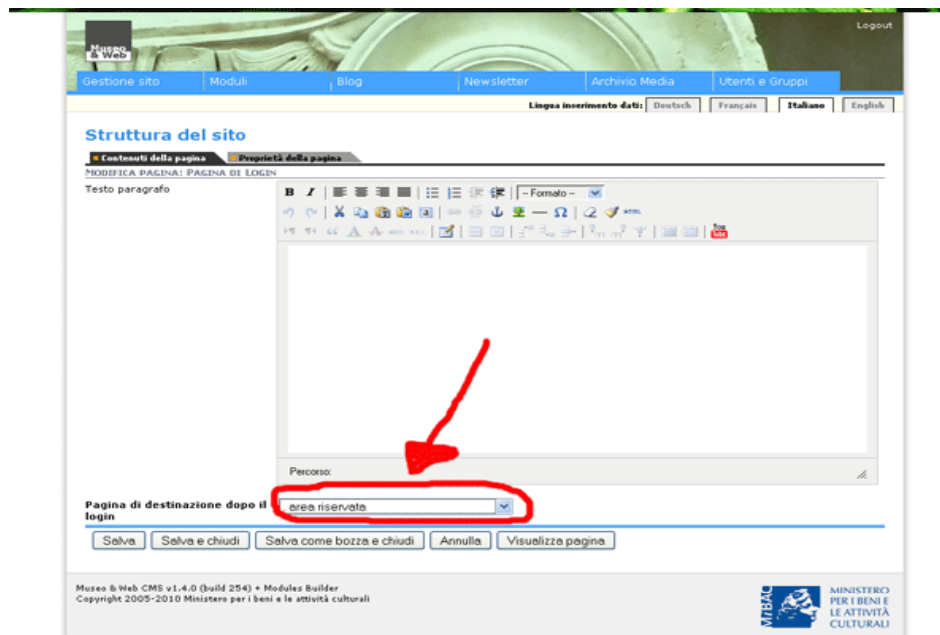 Logout
Museo
& Web
Gestione sito Moduli Blog Newsletter Archivio Media Utenti e Gruppi
Lingua inserimento dati: Deutsch Français Italiano English
Struttura del sito
Contenuti della pagina Proprietà della pagina
MODIFICA PAGINA: PAGINA DI LOGIN
Testo paragrafo
B I -- Formato --
HTML
You Tube
Percorso:
Pagina di destinazione dopo il login area riservata
Salva Salva e chiudi Salva come bozza e chiudi Annulla Visualizza pagina
Museo & Web CMS v1.4.0 (build 254) + Modules Builder
Copyright 2005-2010 Ministero per i beni e le attività culturali
MiBAC
MINISTERO
PER I BENI E
LE ATTIVITÀ
CULTURALI